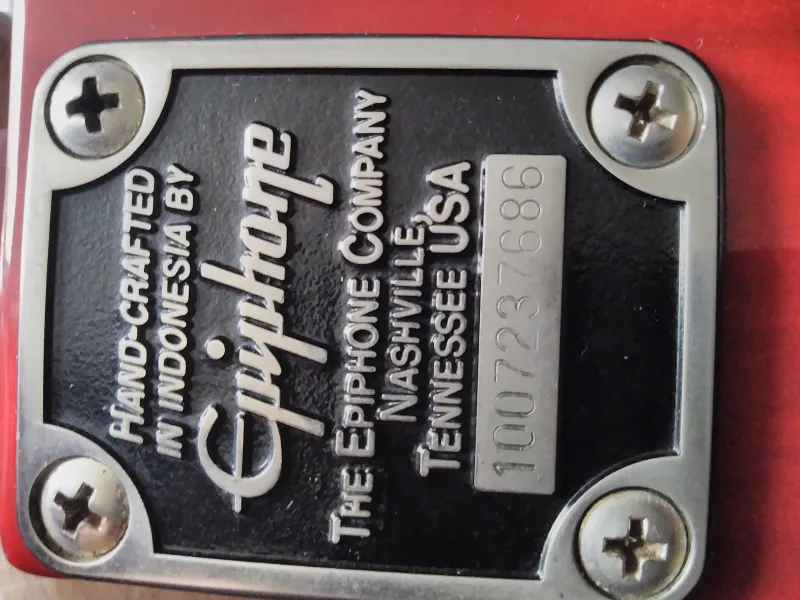 HAND-CRAFTED
IN INDONESIA BY
Epiphone
THE EPIPHONE COMPANY
NASHVILLE,
TENNESSEE USA
1007237686